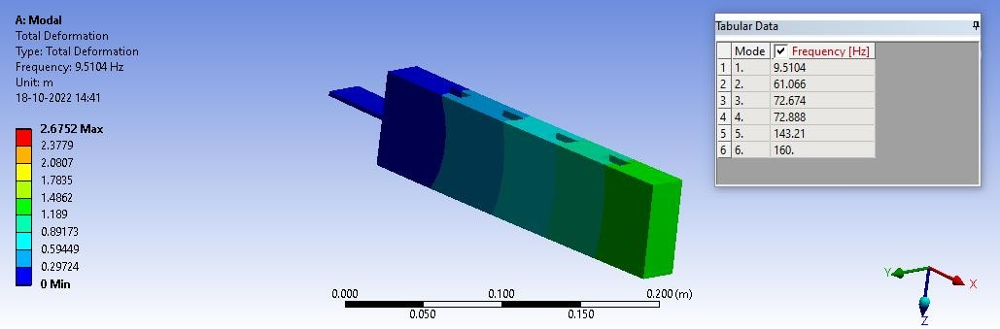 A: Modal
Total Deformation
Type: Total Deformation
Frequency: 9.5104 Hz
Unit: m
18-10-2022 14:41
2.6752 Max
2.3779
2.0807
1.7835
1.4862
1.189
0.89173
0.59449
0.29724
0 Min
0.000 0.100 0.200 (m)
0.050 0.150
Tabular Data
Mode Frequency [Hz]
1 1. 9.5104
2 2. 61.066
3 3. 72.674
4 4. 72.888
5 5. 143.21
6 6. 160.
Y X
Z